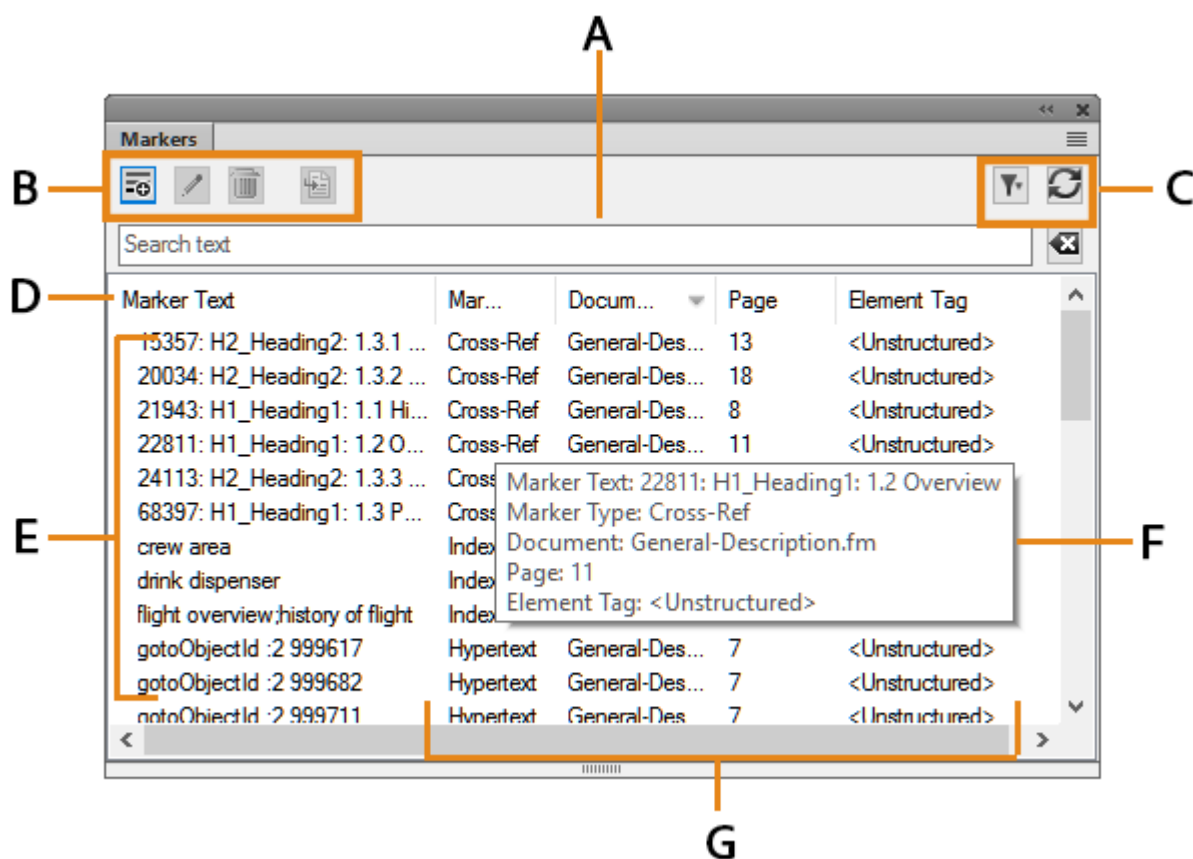 A
Markers
B
C
Search text
D
Marker Text Mar... Docum... Page Element Tag
15357: H2_Heading2: 1.3.1 ... Cross-Ref General-Des... 13 <Unstructured>
20034: H2_Heading2: 1.3.2 ... Cross-Ref General-Des... 18 <Unstructured>
21943: H1_Heading1: 1.1 Hi... Cross-Ref General-Des... 8 <Unstructured>
22811: H1_Heading1: 1.2 O... Cross-Ref General-Des... 11 <Unstructured>
24113: H2_Heading2: 1.3.3 ... Cross
68397: H1_Heading1: 1.3 P... Cross
crew area Index
drink dispenser Index
flight overview;history of flight Index
Marker Text: 22811: H1_Heading1: 1.2 Overview
Marker Type: Cross-Ref
Document: General-Description.fm
Page: 11
Element Tag: <Unstructured>
E
F
gotoObjectId :2 999617 Hypertext General-Des... 7 <Unstructured>
gotoObjectId :2 999682 Hypertext General-Des... 7 <Unstructured>
gotoObjectId :2 999711 Hypertext General-Des 7 <Unstructured>
G